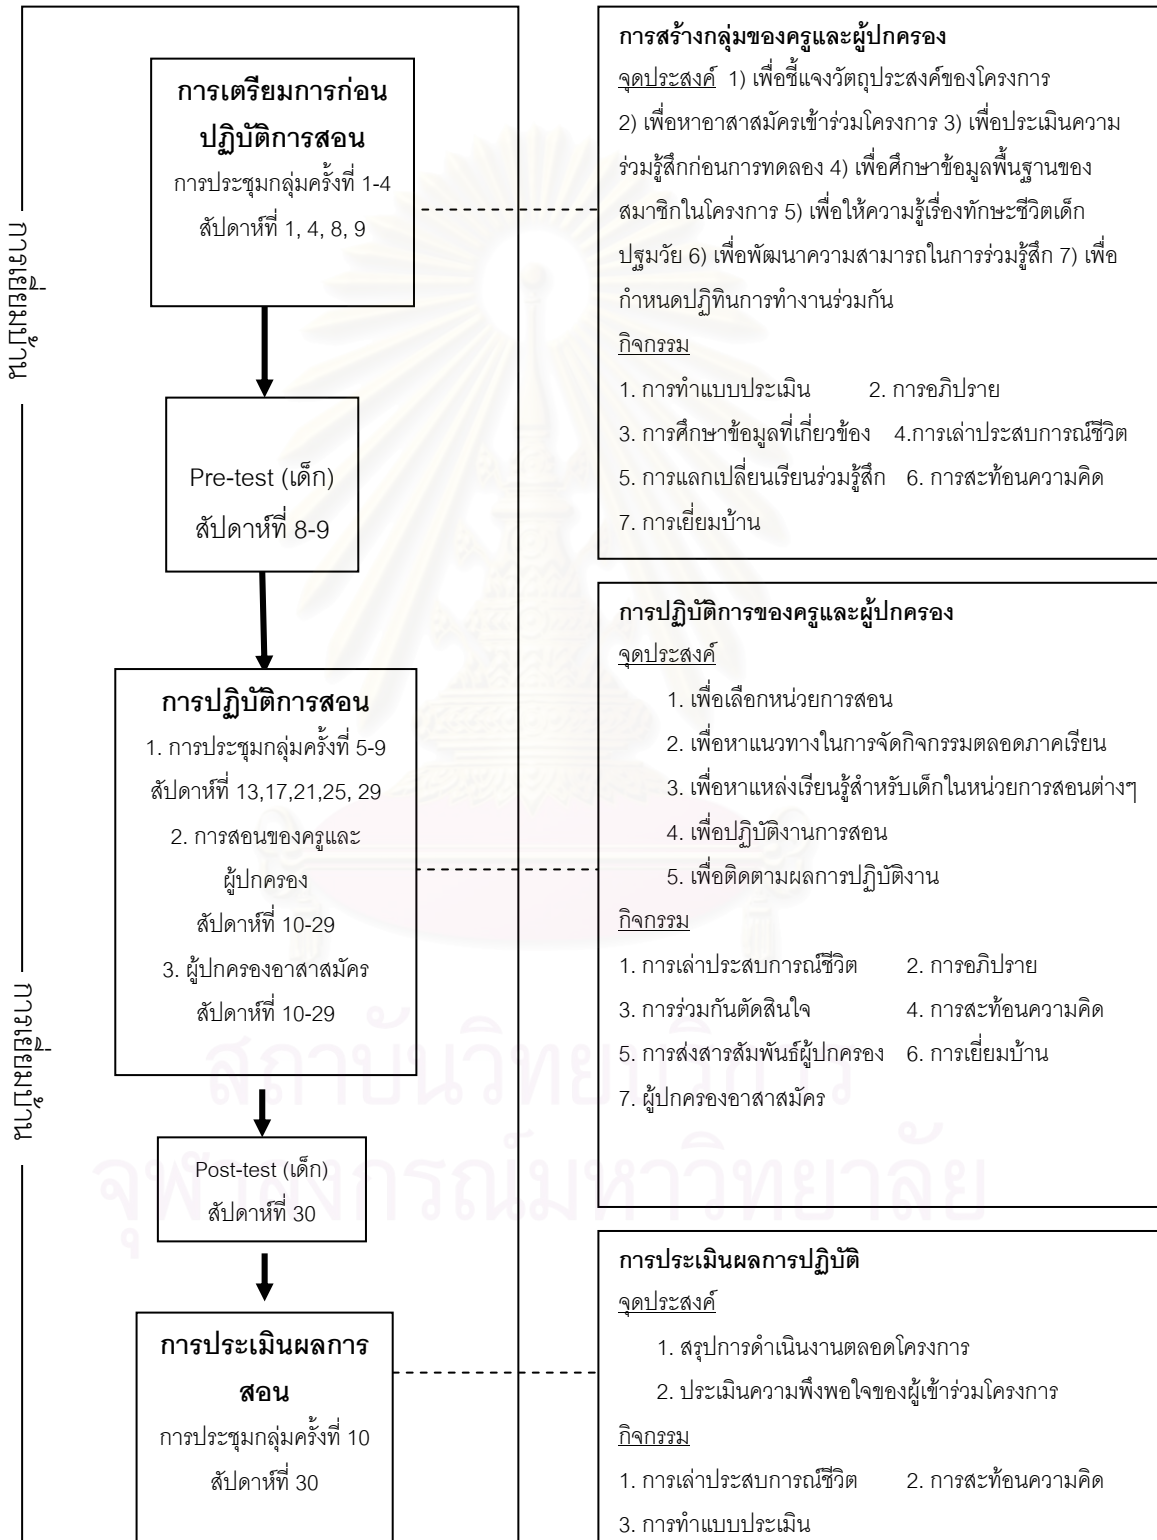 การเยี่ยมบ้าน
การเยี่ยมบ้าน
การเตรียมการก่อน
ปฏิบัติการสอน
การประชุมกลุ่มครั้งที่ 1-4
สัปดาห์ที่ 1, 4, 8, 9
Pre-test (เด็ก)
สัปดาห์ที่ 8-9
การปฏิบัติการสอน
1. การประชุมกลุ่มครั้งที่ 5-9
สัปดาห์ที่ 13,17,21,25, 29
2. การสอนของครูและ
ผู้ปกครอง
สัปดาห์ที่ 10-29
3. ผู้ปกครองอาสาสมัคร
สัปดาห์ที่ 10-29
Post-test (เด็ก)
สัปดาห์ที่ 30
การประเมินผลการ
สอน
การประชุมกลุ่มครั้งที่ 10
สัปดาห์ที่ 30
การสร้างกลุ่มของครูและผู้ปกครอง
จุดประสงค์ 1) เพื่อชี้แจงวัตถุประสงค์ของโครงการ
2) เพื่อหาอาสาสมัครเข้าร่วมโครงการ 3) เพื่อประเมินความ
ร่วมรู้สึกก่อนการทดลอง 4) เพื่อศึกษาข้อมูลพื้นฐานของ
สมาชิกในโครงการ 5) เพื่อให้ความรู้เรื่องทักษะชีวิตเด็ก
ปฐมวัย 6) เพื่อพัฒนาความสามารถในการร่วมรู้สึก 7) เพื่อ
กำหนดปฏิทินการทำงานร่วมกัน
กิจกรรม
1. การทำแบบประเมิน 2. การอภิปราย
3. การศึกษาข้อมูลที่เกี่ยวข้อง 4.การเล่าประสบการณ์ชีวิต
5. การแลกเปลี่ยนเรียนร่วมรู้สึก 6. การสะท้อนความคิด
7. การเยี่ยมบ้าน
การปฏิบัติการของครูและผู้ปกครอง
จุดประสงค์
1. เพื่อเลือกหน่วยการสอน
2. เพื่อหาแนวทางในการจัดกิจกรรมตลอดภาคเรียน
3. เพื่อหาแหล่งเรียนรู้สำหรับเด็กในหน่วยการสอนต่างๆ
4. เพื่อปฏิบัติงานการสอน
5. เพื่อติดตามผลการปฏิบัติงาน
กิจกรรม
1. การเล่าประสบการณ์ชีวิต 2. การอภิปราย
3. การร่วมกันตัดสินใจ 4. การสะท้อนความคิด
5. การส่งสารสัมพันธ์ผู้ปกครอง 6. การเยี่ยมบ้าน
7. ผู้ปกครองอาสาสมัคร
การประเมินผลการปฏิบัติ
จุดประสงค์
1. สรุปการดำเนินงานตลอดโครงการ
2. ประเมินความพึงพอใจของผู้เข้าร่วมโครงการ
กิจกรรม
1. การเล่าประสบการณ์ชีวิต 2. การสะท้อนความคิด
3. การทำแบบประเมิน
สถาบันวิทยบริการ
จุฬาลงกรณ์มหาวิทยาลัย